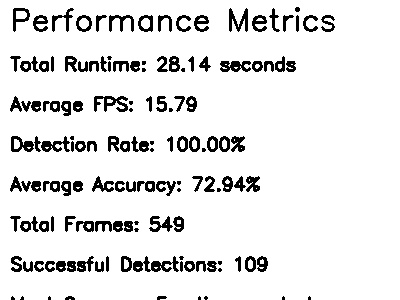 Performance Metrics
Total Runtime: 28.14 seconds
Average FPS: 15.79
Detection Rate: 100.00%
Average Accuracy: 72.94%
Total Frames: 549
Successful Detections: 109